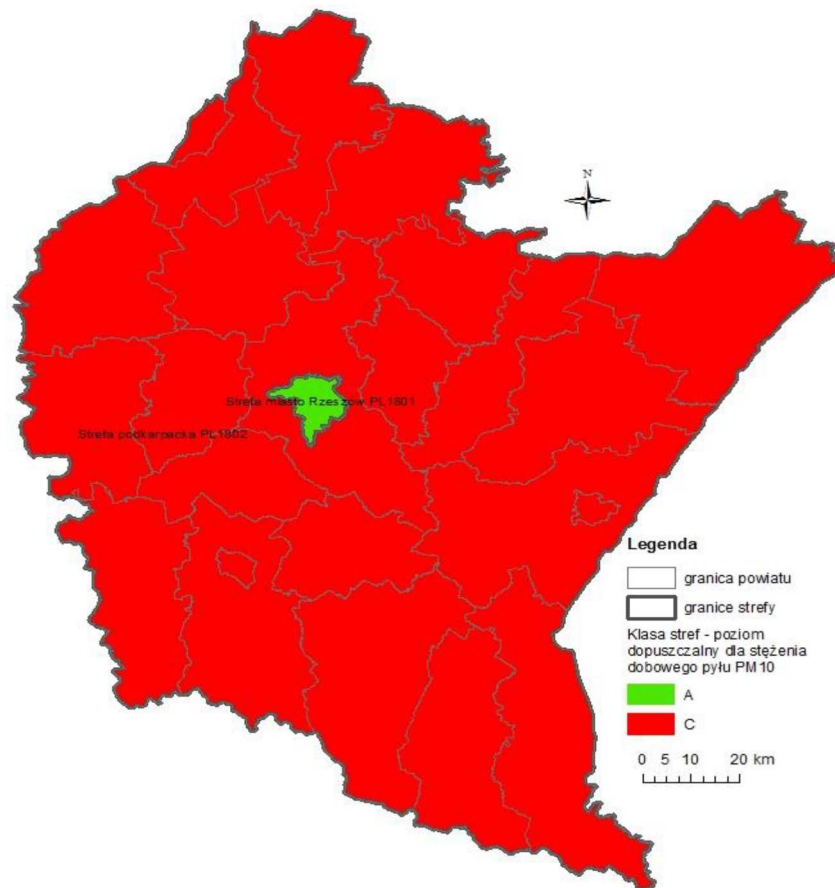 N
Strefa miasto Rzeszów PL1801
Strefa podkarpacka PL1802
Legenda
granica powiatu
granice strefy
Klasa stref - poziom
dopuszczalny dla stężenia
dobowego pyłu PM10
A
C
0 5 10 20 km